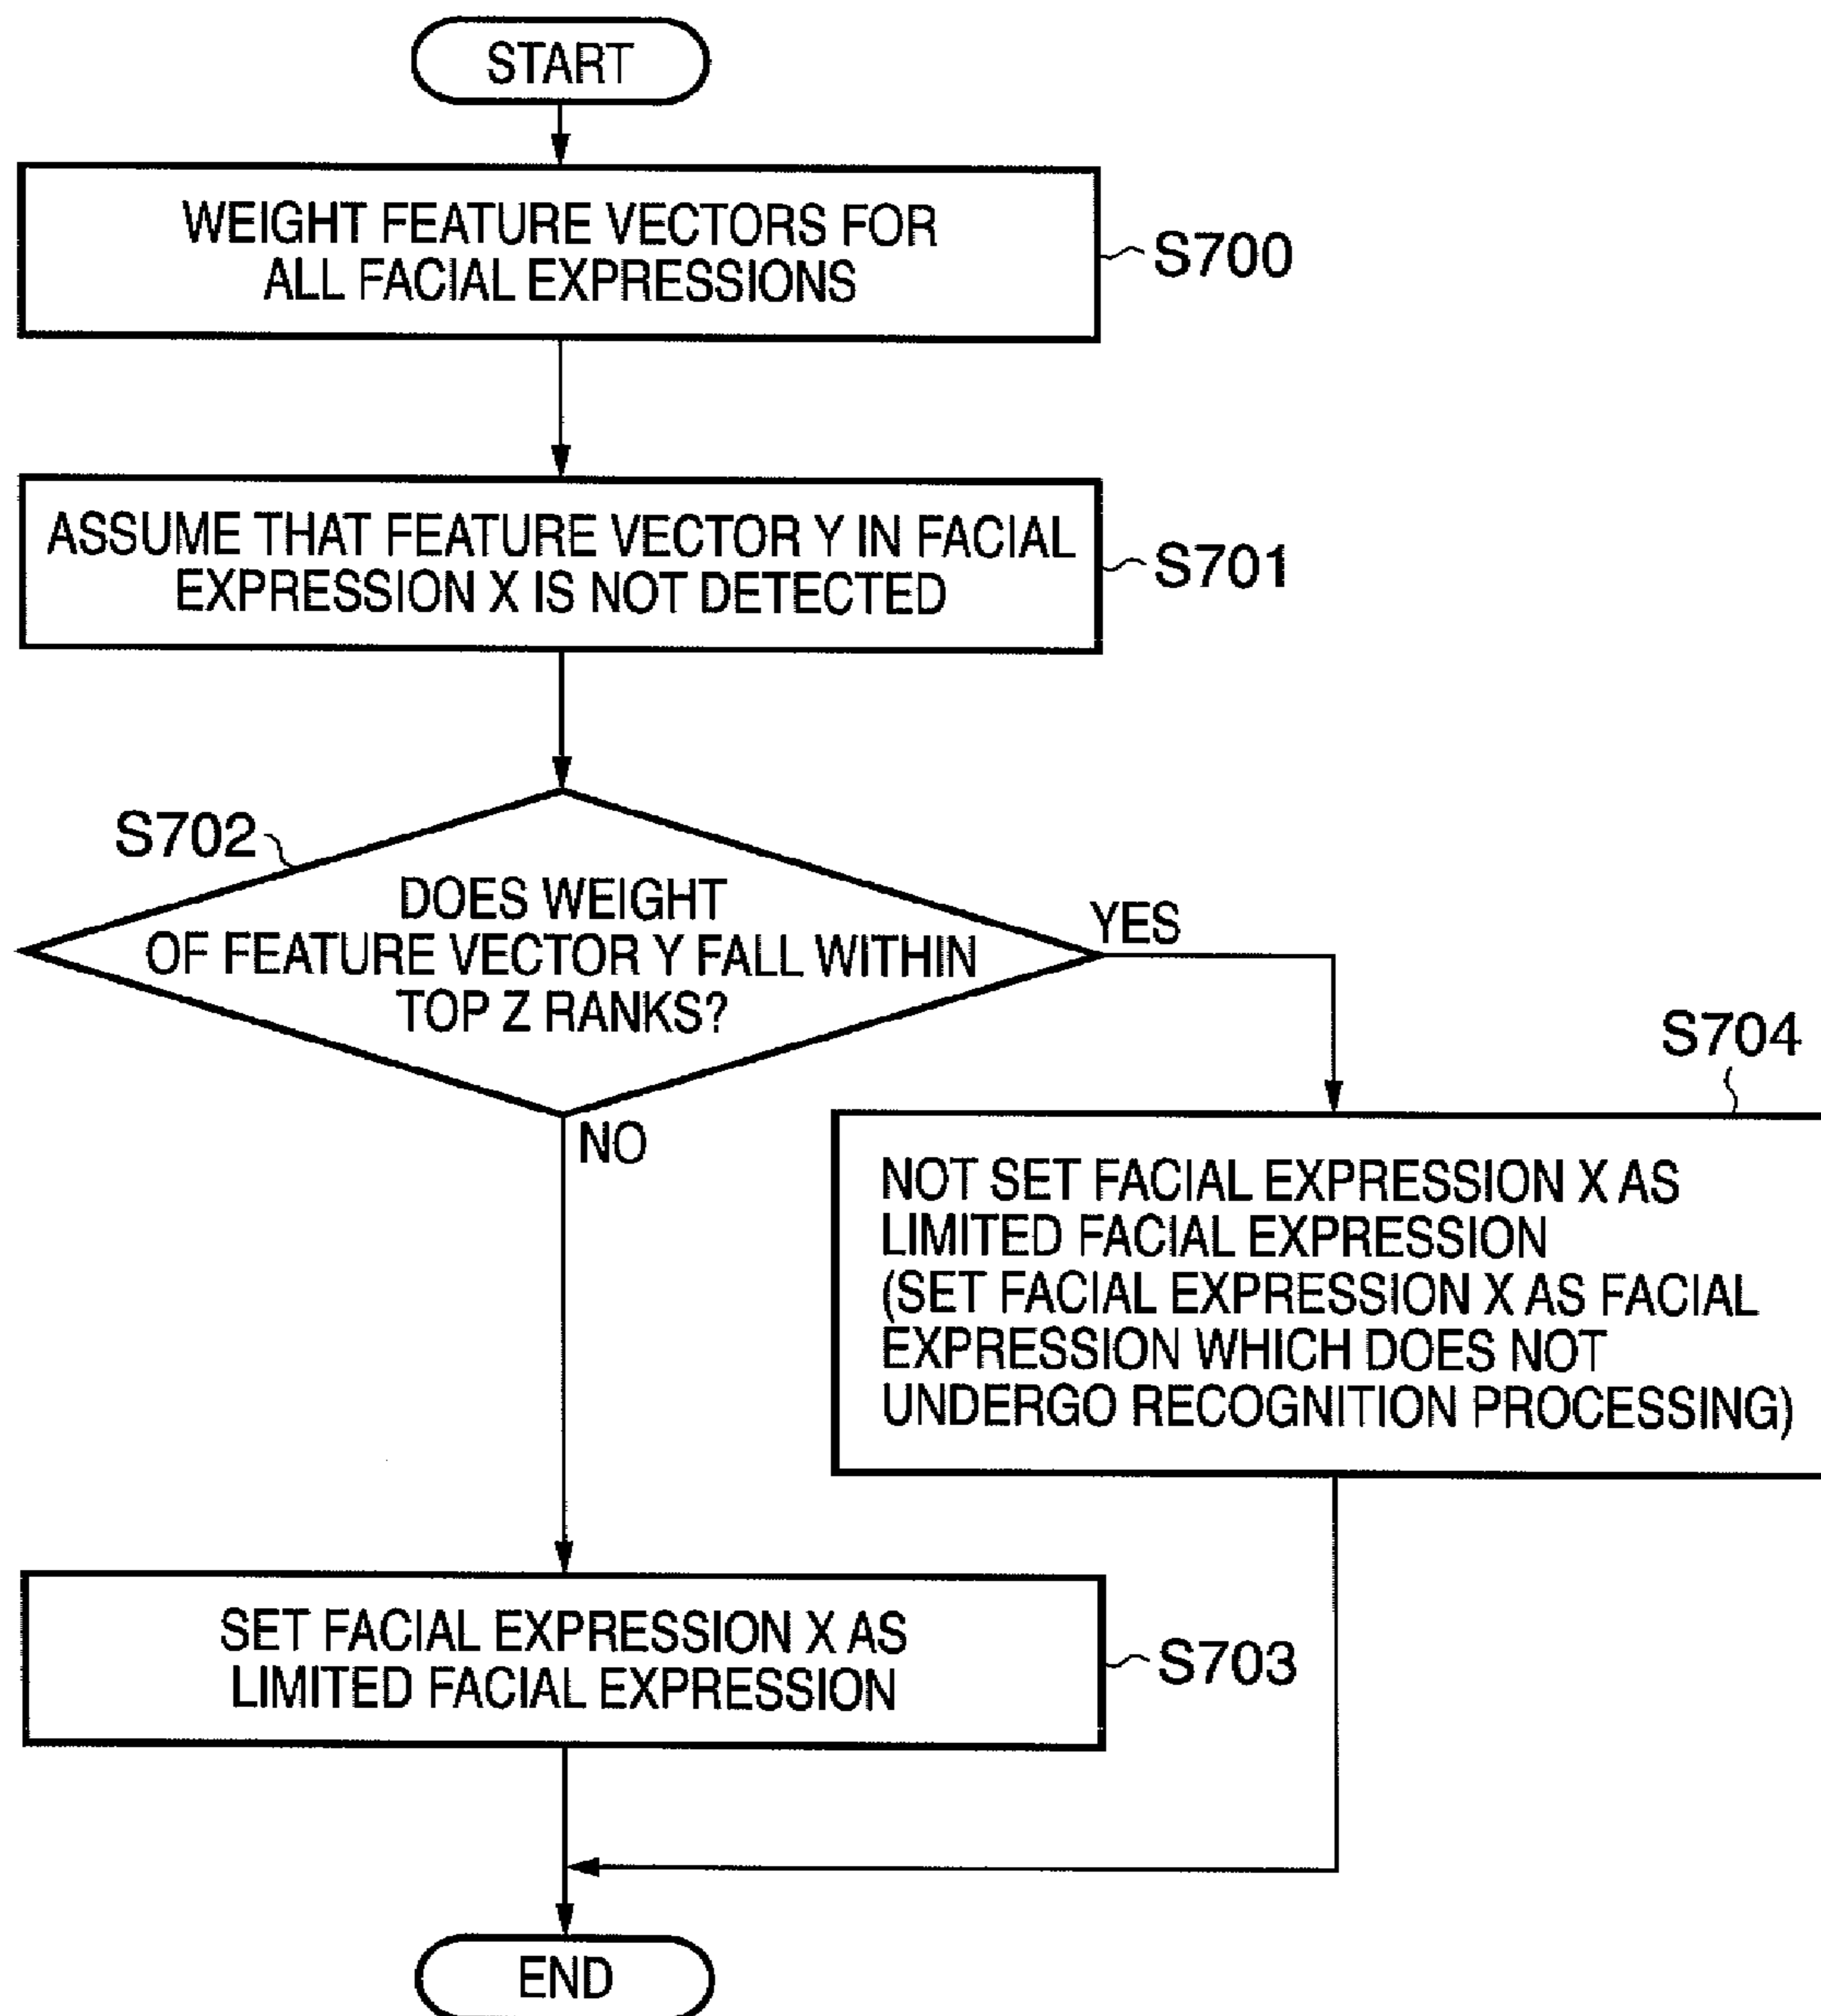 START
WEIGHT FEATURE VECTORS FOR
ALL FACIAL EXPRESSIONS
S700
ASSUME THAT FEATURE VECTOR Y IN FACIAL
EXPRESSION X IS NOT DETECTED
S701
S702
DOES WEIGHT
OF FEATURE VECTOR Y FALL WITHIN
TOP Z RANKS?
YES
NO
S704
NOT SET FACIAL EXPRESSION X AS
LIMITED FACIAL EXPRESSION
(SET FACIAL EXPRESSION X AS FACIAL
EXPRESSION WHICH DOES NOT
UNDERGO RECOGNITION PROCESSING)
SET FACIAL EXPRESSION X AS
LIMITED FACIAL EXPRESSION
S703
END